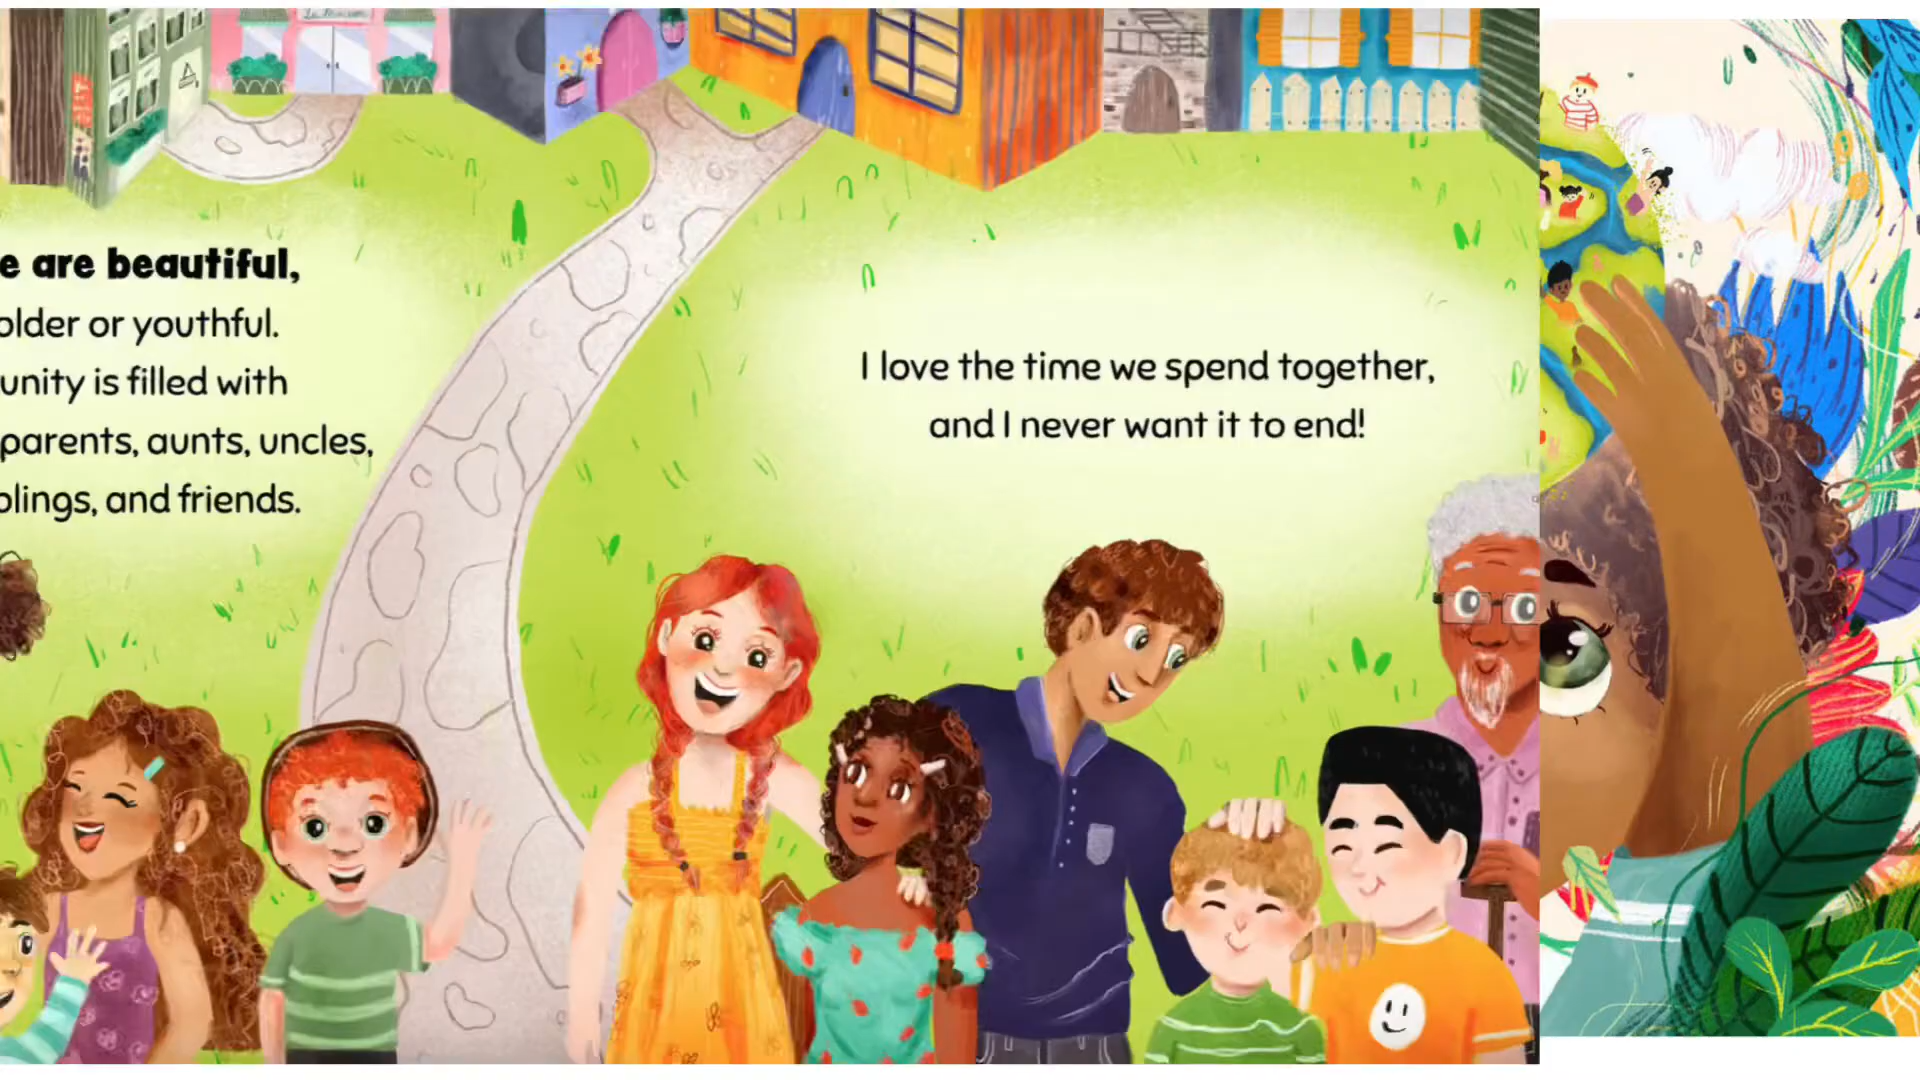 e are beautiful,
older or youthful.
unity is filled with
parents, aunts, uncles,
blings, and friends.
I love the time we spend together,
and I never want it to end!